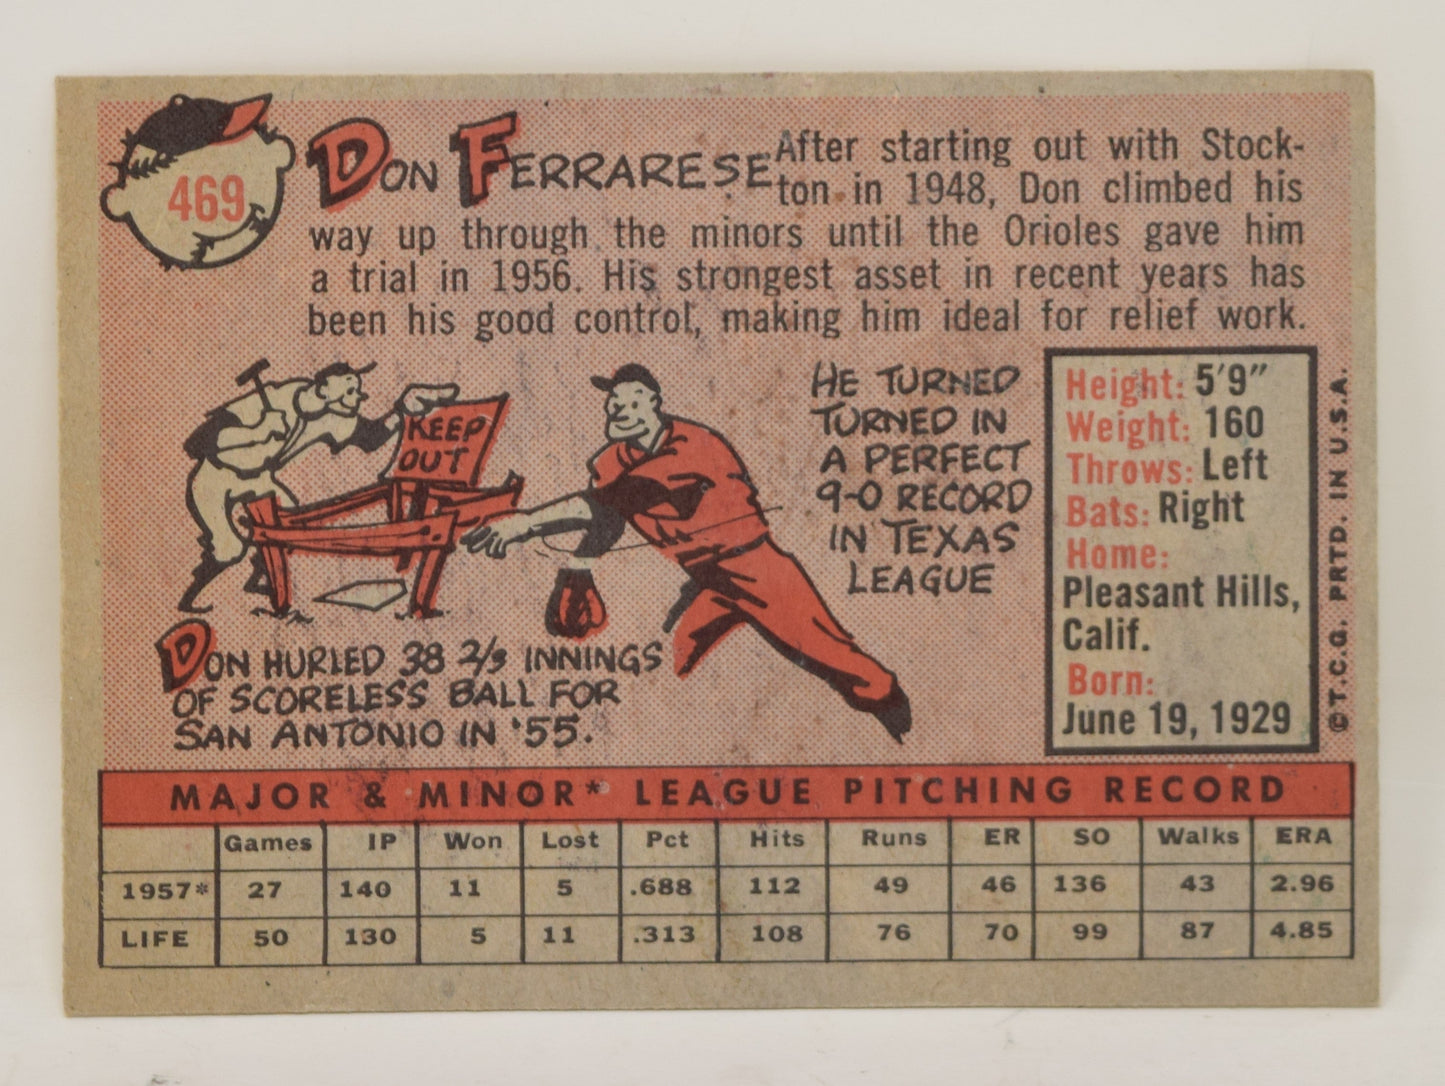 469
DON FERRARESE
After starting out with Stock-
ton in 1948, Don climbed his
way up through the minors until the Orioles gave him
a trial in 1956. His strongest asset in recent years has
been his good control, making him ideal for relief work.
KEEP
OUT
HE TURNED
TURNED IN
A PERFECT
9-0 RECORD
IN TEXAS
LEAGUE
DON HURLED 38 2/3 INNINGS
OF SCORELESS BALL FOR
SAN ANTONIO IN '55.
Height: 5'9"
Weight: 160
Throws: Left
Bats: Right
Home:
Pleasant Hills,
Calif.
Born:
June 19, 1929
© T.C.G. PRTD. IN U.S.A.
MAJOR & MINOR* LEAGUE PITCHING RECORD
Games IP Won Lost Pct Hits Runs ER SO Walks ERA
1957* 27 140 11 5 .688 112 49 46 136 43 2.96
LIFE 50 130 5 11 .313 108 76 70 99 87 4.85